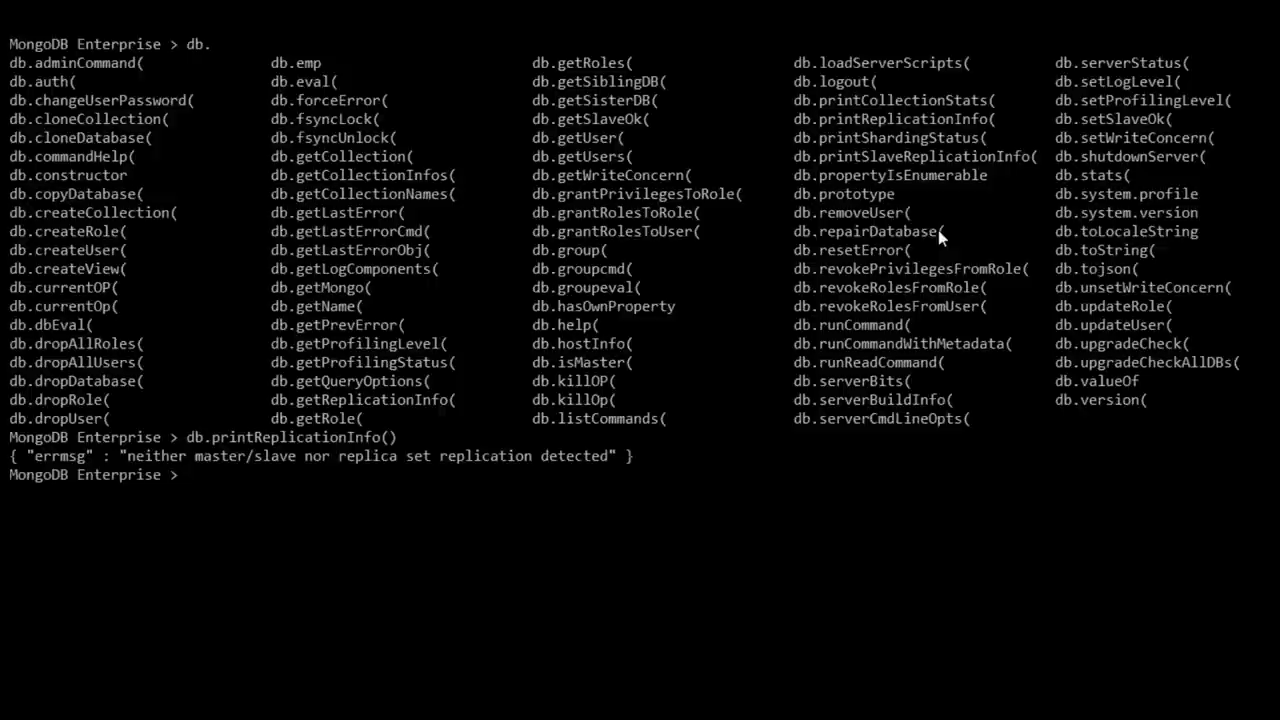 MongoDB Enterprise > db.
db.adminCommand( db.emp db.getRoles( db.loadServerScripts( db.serverStatus(
db.auth( db.eval( db.getSiblingDB( db.logout( db.setLogLevel(
db.changeUserPassword( db.forceError( db.getSisterDB( db.printCollectionStats( db.setProfilingLevel(
db.cloneCollection( db.fsyncLock( db.getSlaveOk( db.printReplicationInfo( db.setSlaveOk(
db.cloneDatabase( db.fsyncUnlock( db.getUser( db.printShardingStatus( db.setWriteConcern(
db.commandHelp( db.getCollection( db.getUsers( db.printSlaveReplicationInfo( db.shutdownServer(
db.constructor db.getCollectionInfos( db.getWriteConcern( db.propertyIsEnumerable db.stats(
db.copyDatabase( db.getCollectionNames( db.grantPrivilegesToRole( db.prototype db.system.profile
db.createCollection( db.getLastError( db.grantRolesToRole( db.removeUser( db.system.version
db.createRole( db.getLastErrorCmd( db.grantRolesToUser( db.repairDatabase( db.toLocaleString
db.createUser( db.getLastErrorObj( db.group( db.resetError( db.toString(
db.createView( db.getLogComponents( db.groupcmd( db.revokePrivilegesFromRole( db.tojson(
db.currentOP( db.getMongo( db.groupeval( db.revokeRolesFromRole( db.unsetWriteConcern(
db.currentOp( db.getName( db.hasOwnProperty db.revokeRolesFromUser( db.updateRole(
db.dbEval( db.getPrevError( db.help( db.runCommand( db.updateUser(
db.dropAllRoles( db.getProfilingLevel( db.hostInfo( db.runCommandWithMetadata( db.upgradeCheck(
db.dropAllUsers( db.getProfilingStatus( db.isMaster( db.runReadCommand( db.upgradeCheckAllDBs(
db.dropDatabase( db.getQueryOptions( db.killOP( db.serverBits( db.valueOf
db.dropRole( db.getReplicationInfo( db.killOp( db.serverBuildInfo( db.version(
db.dropUser( db.getRole( db.listCommands( db.serverCmdLineOpts(
MongoDB Enterprise > db.printReplicationInfo()
{ "errmsg" : "neither master/slave nor replica set replication detected" }
MongoDB Enterprise >